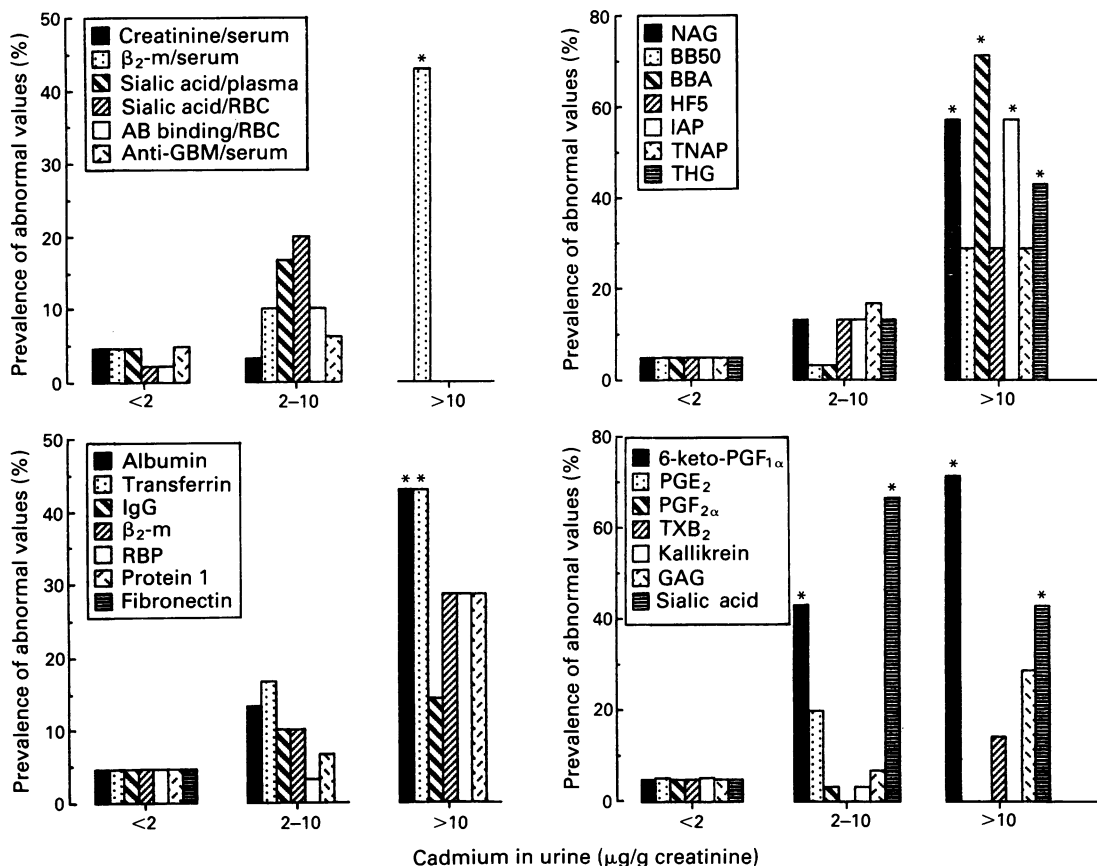 Prevalence of abnormal values (%)
50
40
30
20
10
0
Creatinine/serum
β₂-m/serum
Sialic acid/plasma
Sialic acid/RBC
AB binding/RBC
Anti-GBM/serum
*
<2
2–10
>10
Prevalence of abnormal values (%)
80
60
40
20
0
NAG
BB50
BBA
HF5
IAP
TNAP
THG
*
*
*
*
<2
2–10
>10
Prevalence of abnormal values (%)
50
40
30
20
10
0
Albumin
Transferrin
IgG
β₂-m
RBP
Protein 1
Fibronectin
* *
<2
2–10
>10
Prevalence of abnormal values (%)
80
60
40
20
0
6-keto-PGF₁α
PGE₂
PGF₂α
TXB₂
Kallikrein
GAG
Sialic acid
*
*
*
*
<2
2–10
>10
Cadmium in urine (μg/g creatinine)